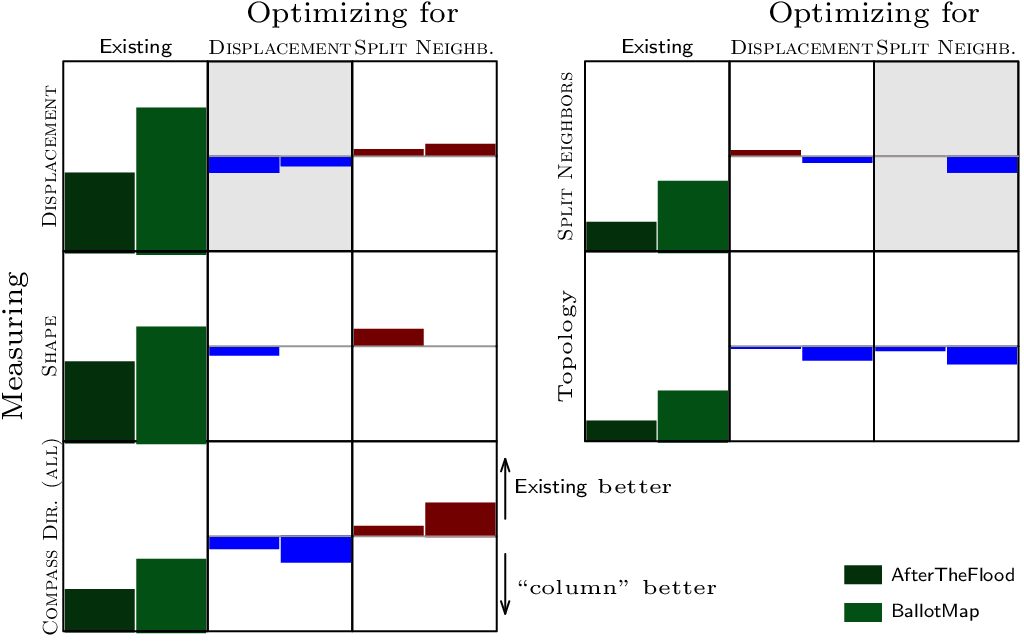 Optimizing for
Optimizing for
Existing
DISPLACEMENT
SPLIT NEIGHB.
Existing
DISPLACEMENT
SPLIT NEIGHB.
Measuring
DISPLACEMENT
SPLIT NEIGHBORS
SHAPE
Topology
COMPASS DIR. (ALL)
Existing better
“column” better
AfterTheFlood
BallotMap